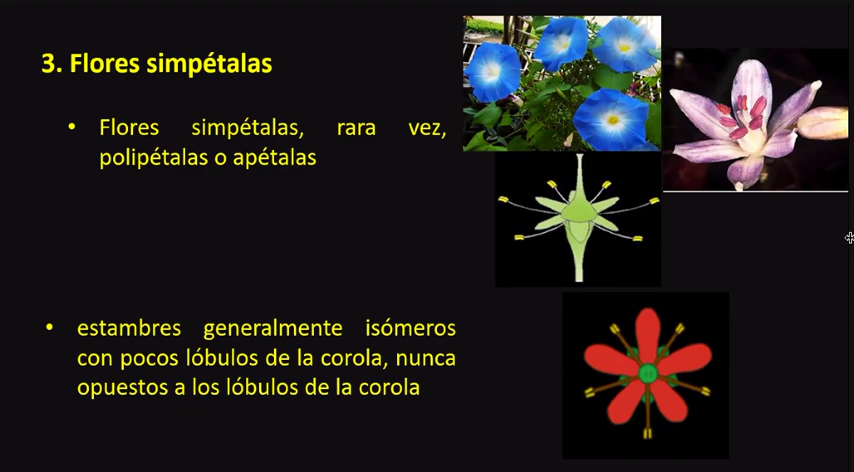 3. Flores simpétalas
• Flores simpétalas, rara vez,
polipétalas o apétalas
• estambres generalmente isómeros
con pocos lóbulos de la corola, nunca
opuestos a los lóbulos de la corola